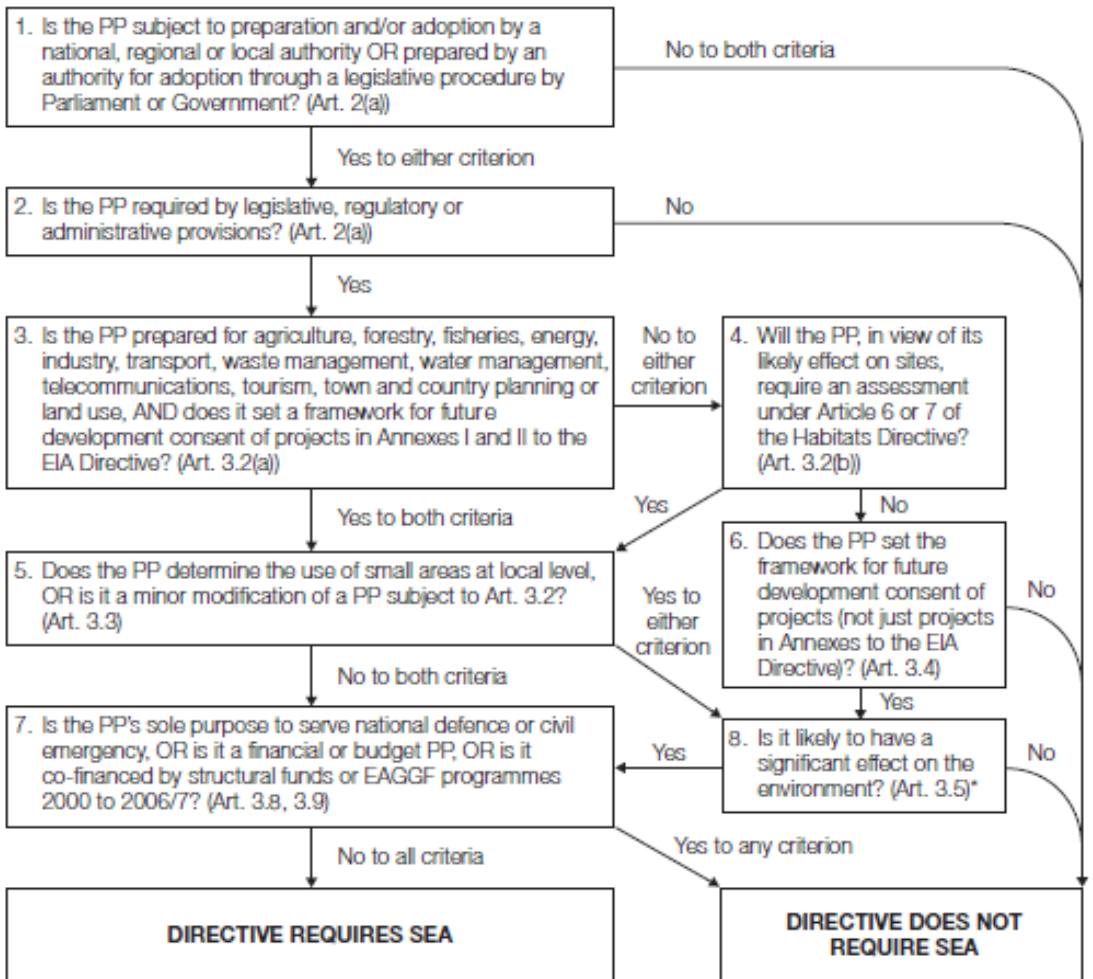 1. Is the PP subject to preparation and/or adoption by a
national, regional or local authority OR prepared by an
authority for adoption through a legislative procedure by
Parliament or Government? (Art. 2(a))
No to both criteria
Yes to either criterion
2. Is the PP required by legislative, regulatory or
administrative provisions? (Art. 2(a))
No
Yes
3. Is the PP prepared for agriculture, forestry, fisheries, energy,
industry, transport, waste management, water management,
telecommunications, tourism, town and country planning or
land use, AND does it set a framework for future
development consent of projects in Annexes I and II to the
EIA Directive? (Art. 3.2(a))
No to
either
criterion
4. Will the PP, in view of its
likely effect on sites,
require an assessment
under Article 6 or 7 of
the Habitats Directive?
(Art. 3.2(b))
Yes to both criteria
Yes
No
5. Does the PP determine the use of small areas at local level,
OR is it a minor modification of a PP subject to Art. 3.2?
(Art. 3.3)
Yes to
either
criterion
6. Does the PP set the
framework for future
development consent of
projects (not just projects
in Annexes to the EIA
Directive)? (Art. 3.4)
No
No to both criteria
Yes
7. Is the PP's sole purpose to serve national defence or civil
emergency, OR is it a financial or budget PP, OR is it
co-financed by structural funds or EAGGF programmes
2000 to 2006/7? (Art. 3.8, 3.9)
Yes
8. Is it likely to have a
significant effect on the
environment? (Art. 3.5)*
No
No to all criteria
Yes to any criterion
DIRECTIVE REQUIRES SEA
DIRECTIVE DOES NOT
REQUIRE SEA